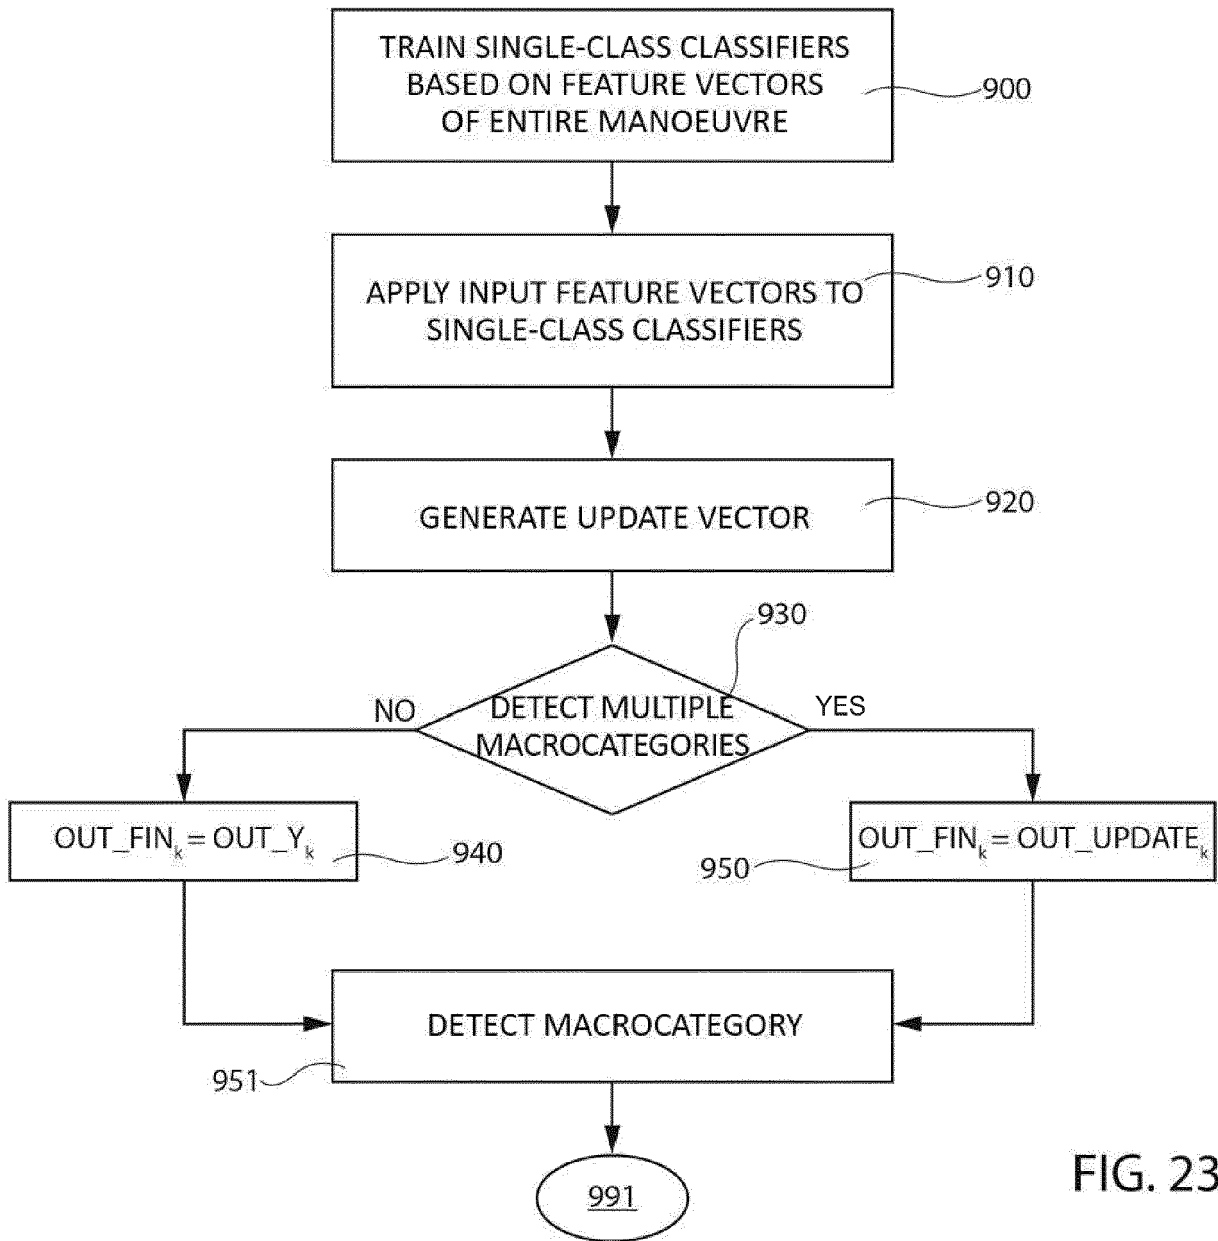 TRAIN SINGLE-CLASS CLASSIFIERS
BASED ON FEATURE VECTORS
OF ENTIRE MANOEUVRE
900
APPLY INPUT FEATURE VECTORS TO
SINGLE-CLASS CLASSIFIERS
910
GENERATE UPDATE VECTOR
920
930
DETECT MULTIPLE
MACROCATEGORIES
NO
YES
OUT_FINₖ = OUT_Yₖ
940
OUT_FINₖ = OUT_UPDATEₖ
950
DETECT MACROCATEGORY
951
991
FIG. 23